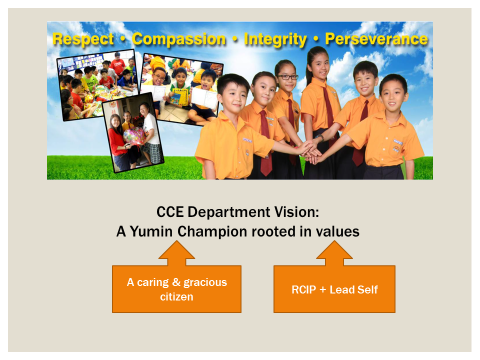 Respect • Compassion • Integrity • Perseverance
CCE Department Vision:
A Yumin Champion rooted in values
A caring & gracious
citizen
RCIP + Lead Self